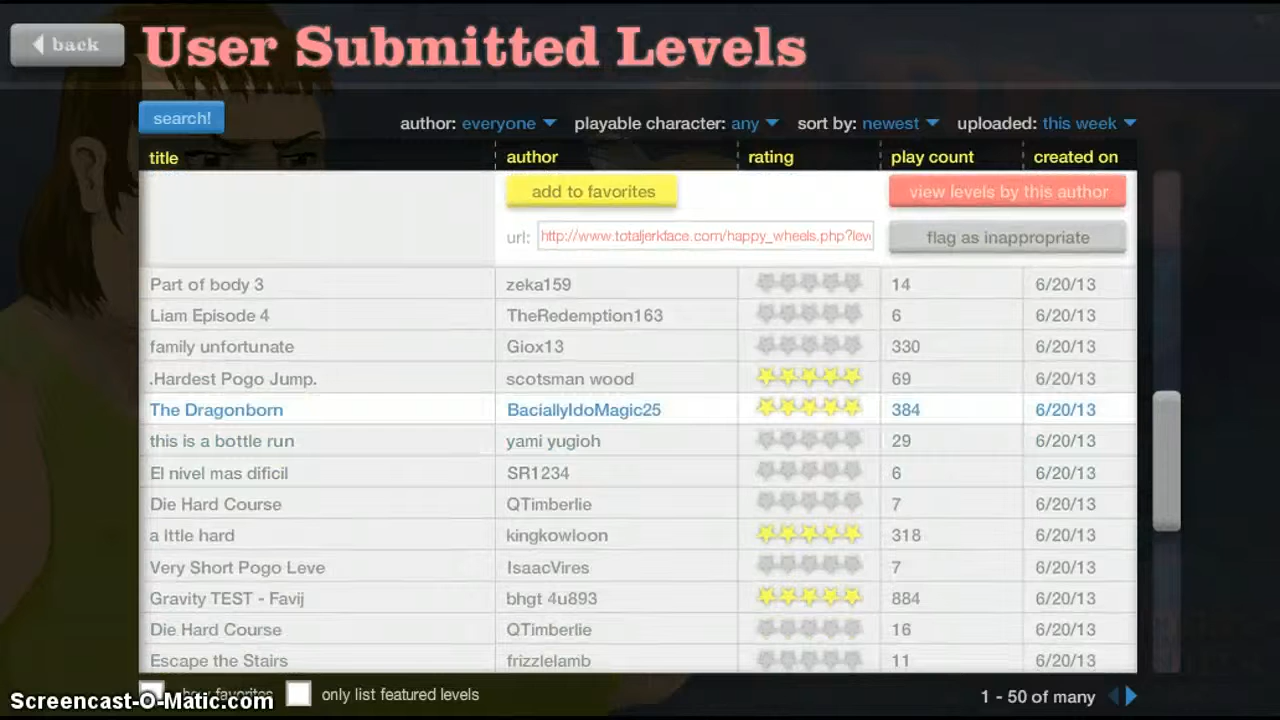 back
User Submitted Levels
search!
author: everyone playable character: any sort by: newest uploaded: this week
title author rating play count created on
add to favorites view levels by this author
url: http://www.totaljerkface.com/happy_wheels.php?lev flag as inappropriate
Part of body 3 zeka159 14 6/20/13
Liam Episode 4 TheRedemption163 6 6/20/13
family unfortunate Giox13 330 6/20/13
.Hardest Pogo Jump. scotsman wood 69 6/20/13
The Dragonborn BaciallyIdoMagic25 384 6/20/13
this is a bottle run yami yugioh 29 6/20/13
El nivel mas dificil SR1234 6 6/20/13
Die Hard Course QTimberlie 7 6/20/13
a lttle hard kingkowloon 318 6/20/13
Very Short Pogo Leve IsaacVires 7 6/20/13
Gravity TEST - Favij bhgt 4u893 884 6/20/13
Die Hard Course QTimberlie 16 6/20/13
Escape the Stairs frizzlelamb 11 6/20/13
favorites only list featured levels 1 - 50 of many
Screencast-O-Matic.com